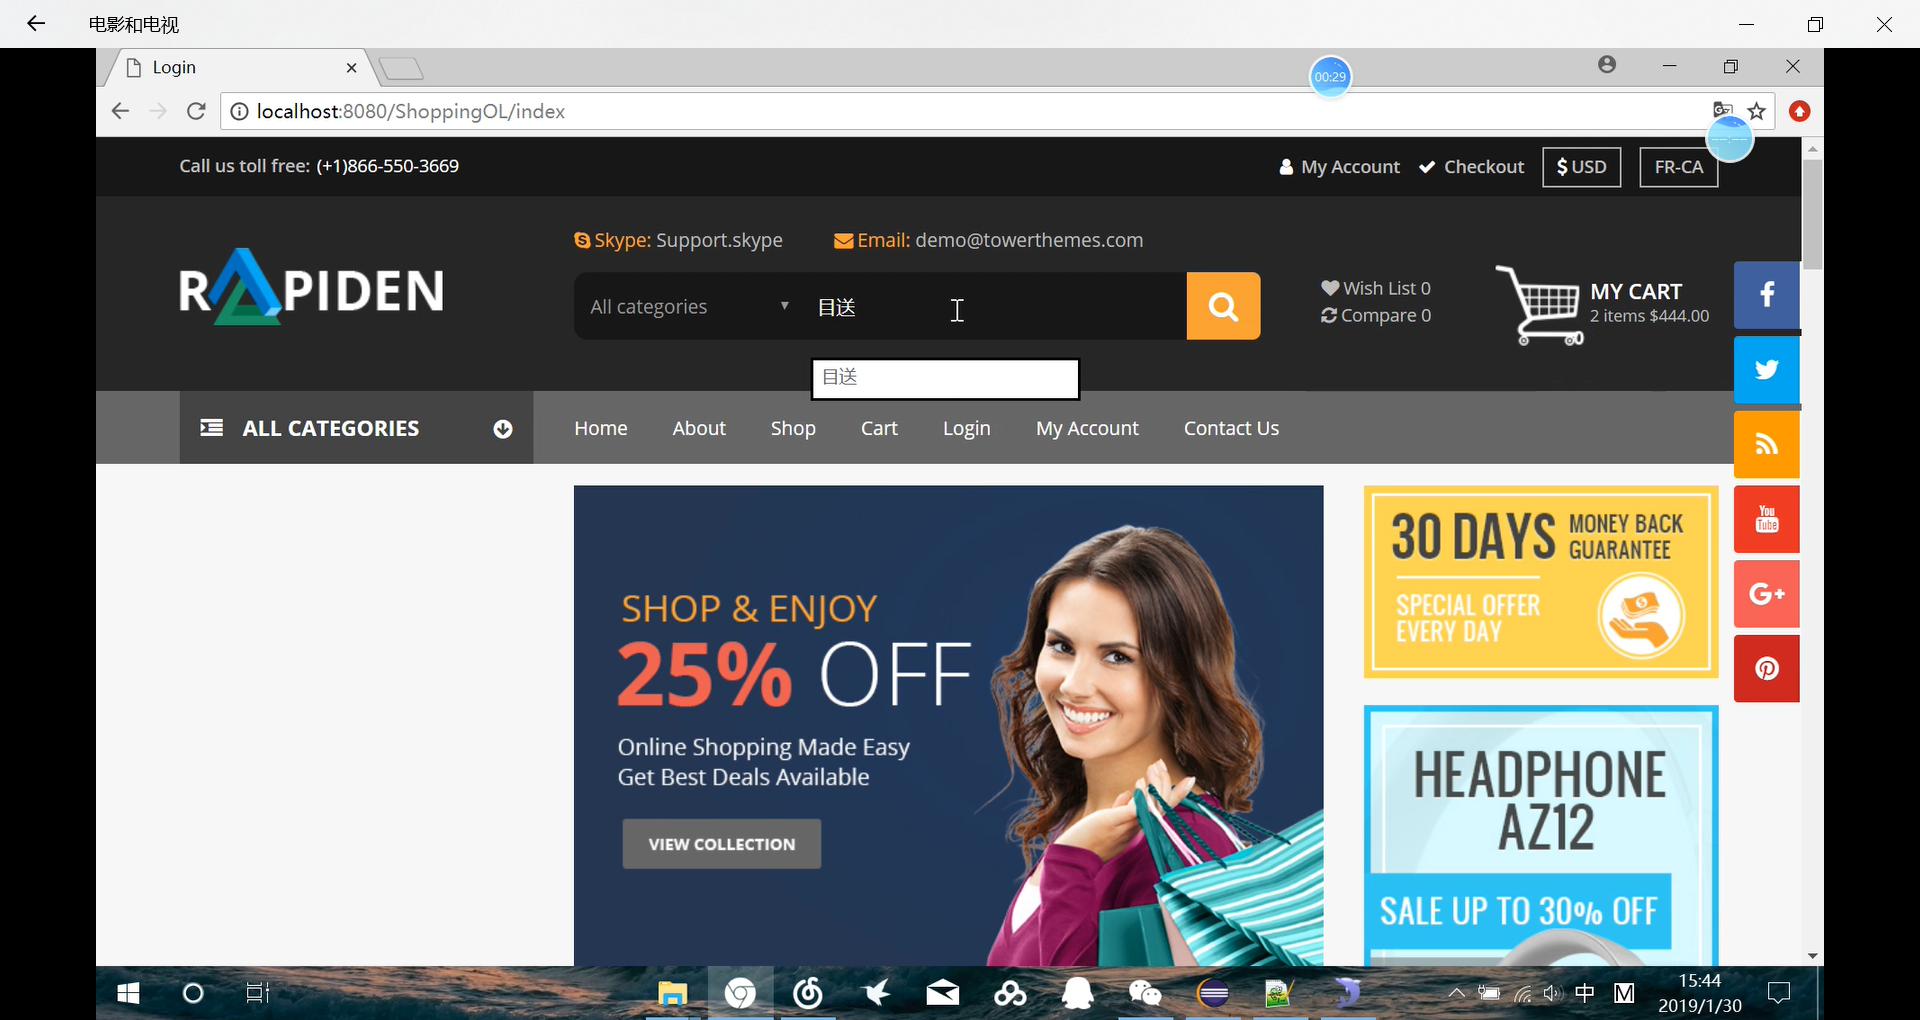 电影和电视
Login
00:29
localhost:8080/ShoppingOL/index
Call us toll free: (+1)866-550-3669
My Account
Checkout
$ USD
FR-CA
Skype: Support.skype
Email: demo@towerthemes.com
RAPIDEN
All categories
目送
Wish List 0
Compare 0
MY CART
2 items $444.00
目送
ALL CATEGORIES
Home
About
Shop
Cart
Login
My Account
Contact Us
You
Tube
G+
SHOP & ENJOY
25% OFF
Online Shopping Made Easy
Get Best Deals Available
VIEW COLLECTION
30 DAYS MONEY BACK
GUARANTEE
SPECIAL OFFER
EVERY DAY
HEADPHONE
AZ12
SALE UP TO 30% OFF
中
M
15:44
2019/1/30